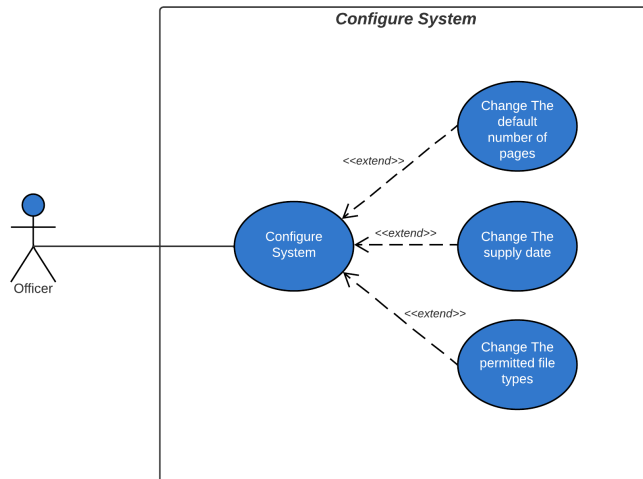 Configure System
Change The
default
number of
pages
<<extend>>
Configure
System
<<extend>>
Change The
supply date
Officer
<<extend>>
Change The
permitted file
types